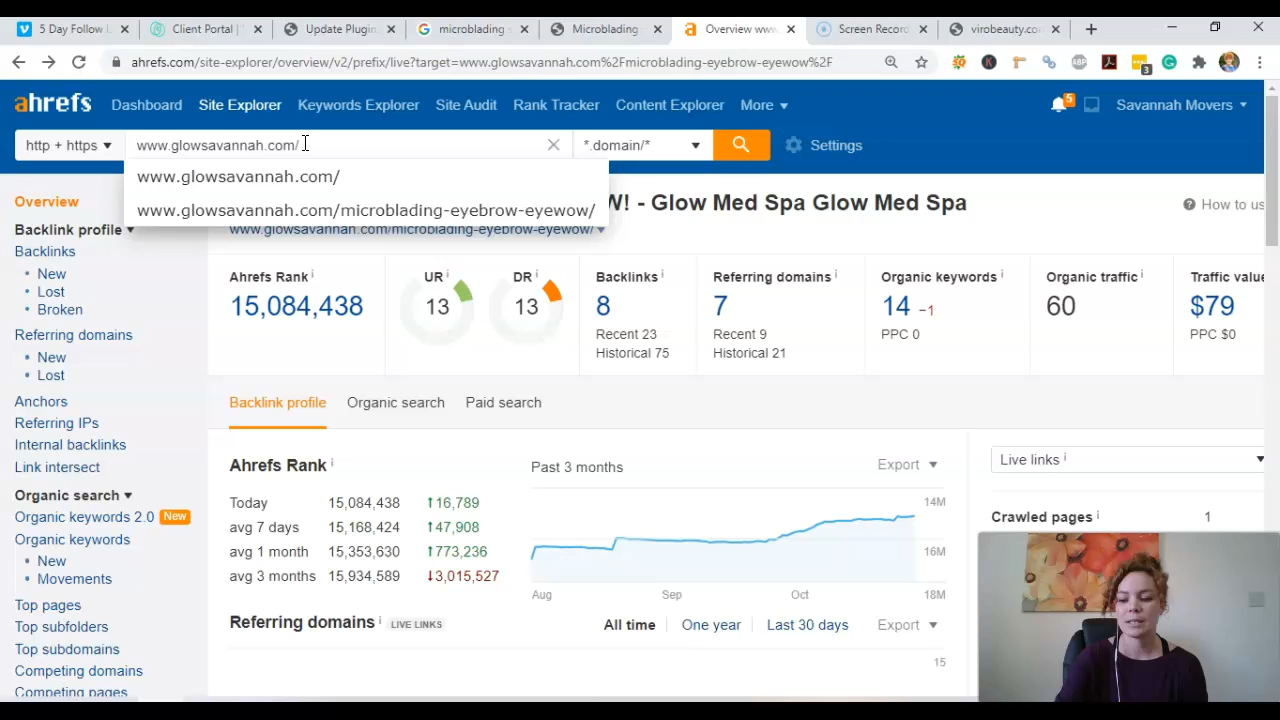 5 Day Follow
Client Portal |
Update Plugin
microblading
Microblading
Overview www
Screen Record
virobeauty.co
ahrefs.com/site-explorer/overview/v2/prefix/live?target=www.glowsavannah.com%2Fmicroblading-eyebrow-eyewow%2F
ABP
3
ahrefs
Dashboard
Site Explorer
Keywords Explorer
Site Audit
Rank Tracker
Content Explorer
More
5
Savannah Movers
http + https
www.glowsavannah.com/
*.domain/*
Settings
www.glowsavannah.com/
www.glowsavannah.com/microblading-eyebrow-eyewow/
W! - Glow Med Spa Glow Med Spa
How to us
www.glowsavannah.com/microblading-eyebrow-eyewow/
Overview
Backlink profile
Backlinks
New
Lost
Broken
Referring domains
New
Lost
Anchors
Referring IPs
Internal backlinks
Link intersect
Organic search
Organic keywords 2.0 New
Organic keywords
New
Movements
Top pages
Top subfolders
Top subdomains
Competing domains
Competing pages
Ahrefs Rank i
15,084,438
UR i
13
DR i
13
Backlinks i
8
Recent 23
Historical 75
Referring domains i
7
Recent 9
Historical 21
Organic keywords i
14 -1
PPC 0
Organic traffic i
60
Traffic value
$79
PPC $0
Backlink profile
Organic search
Paid search
Ahrefs Rank i
Today 15,084,438 ↑16,789
avg 7 days 15,168,424 ↑47,908
avg 1 month 15,353,630 ↑773,236
avg 3 months 15,934,589 ↓3,015,527
Past 3 months
Export
14M
16M
18M
Aug Sep Oct
Live links i
Crawled pages i 1
Referring domains i LIVE LINKS
All time
One year
Last 30 days
Export
15